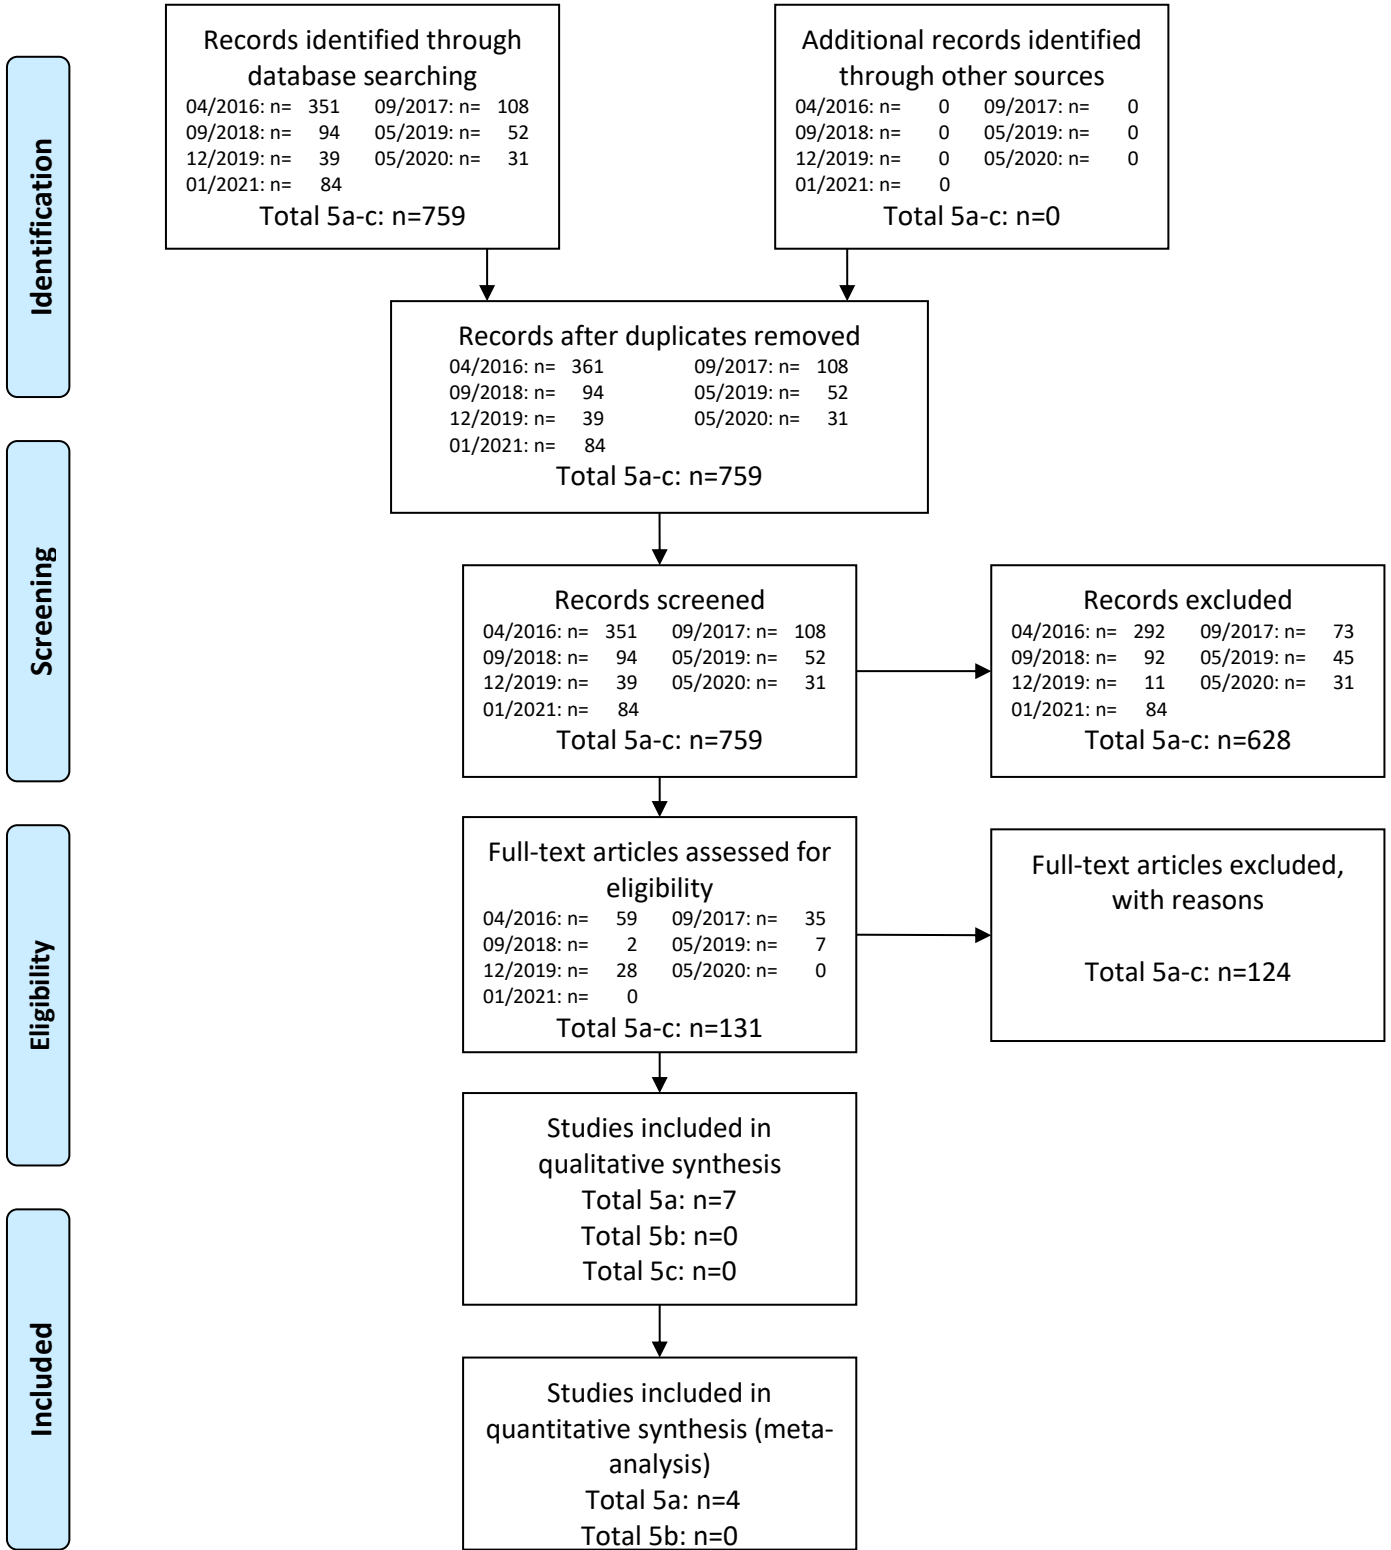 Records identified through
database searching
04/2016: n= 351 09/2017: n= 108
09/2018: n= 94 05/2019: n= 52
12/2019: n= 39 05/2020: n= 31
01/2021: n= 84
Total 5a-c: n=759
Additional records identified
through other sources
04/2016: n= 0 09/2017: n= 0
09/2018: n= 0 05/2019: n= 0
12/2019: n= 0 05/2020: n= 0
01/2021: n= 0
Total 5a-c: n=0
Identification
Records after duplicates removed
04/2016: n= 361 09/2017: n= 108
09/2018: n= 94 05/2019: n= 52
12/2019: n= 39 05/2020: n= 31
01/2021: n= 84
Total 5a-c: n=759
Screening
Records screened
04/2016: n= 351 09/2017: n= 108
09/2018: n= 94 05/2019: n= 52
12/2019: n= 39 05/2020: n= 31
01/2021: n= 84
Total 5a-c: n=759
Records excluded
04/2016: n= 292 09/2017: n= 73
09/2018: n= 92 05/2019: n= 45
12/2019: n= 11 05/2020: n= 31
01/2021: n= 84
Total 5a-c: n=628
Eligibility
Full-text articles assessed for
eligibility
04/2016: n= 59 09/2017: n= 35
09/2018: n= 2 05/2019: n= 7
12/2019: n= 28 05/2020: n= 0
01/2021: n= 0
Total 5a-c: n=131
Full-text articles excluded,
with reasons
Total 5a-c: n=124
Studies included in
qualitative synthesis
Total 5a: n=7
Total 5b: n=0
Total 5c: n=0
Included
Studies included in
quantitative synthesis (meta-
analysis)
Total 5a: n=4
Total 5b: n=0